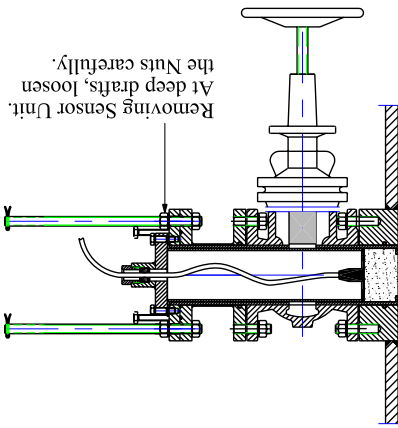 Removing Sensor Unit.
At deep drafts, loosen
the Nuts carefully.